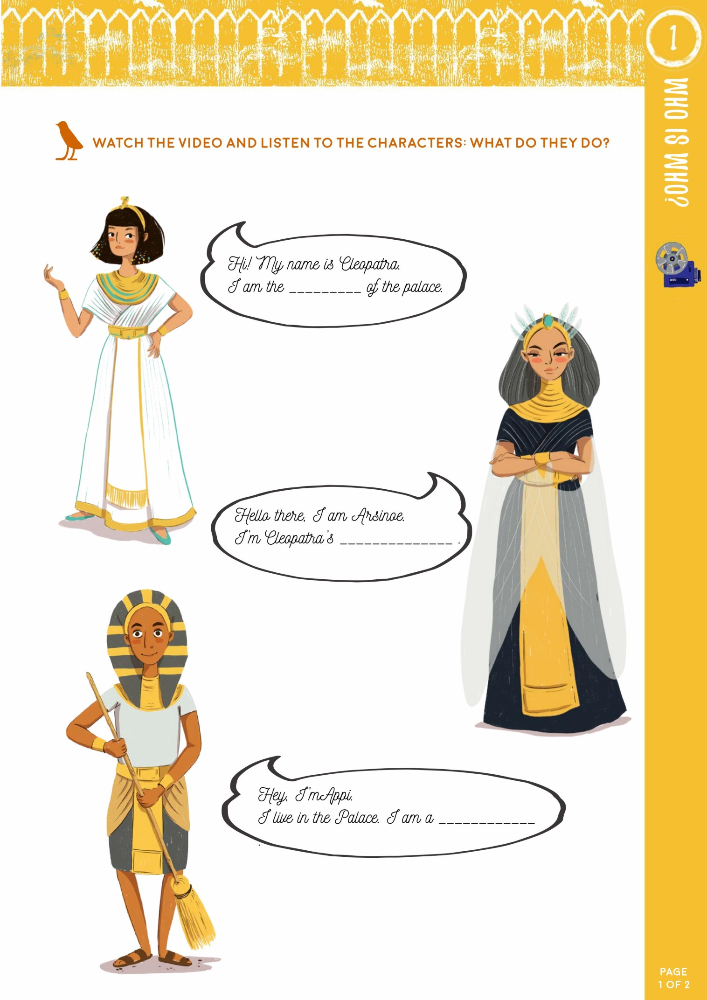 1
WHO IS WHO?
WATCH THE VIDEO AND LISTEN TO THE CHARACTERS: WHAT DO THEY DO?
Hi! My name is Cleopatra.
I am the _________ of the palace.
Hello there, I am Arsinoe.
I'm Cleopatra's ______________ .
Hey, I'mAppi.
I live in the Palace. I am a ____________
.
PAGE
1 OF 2